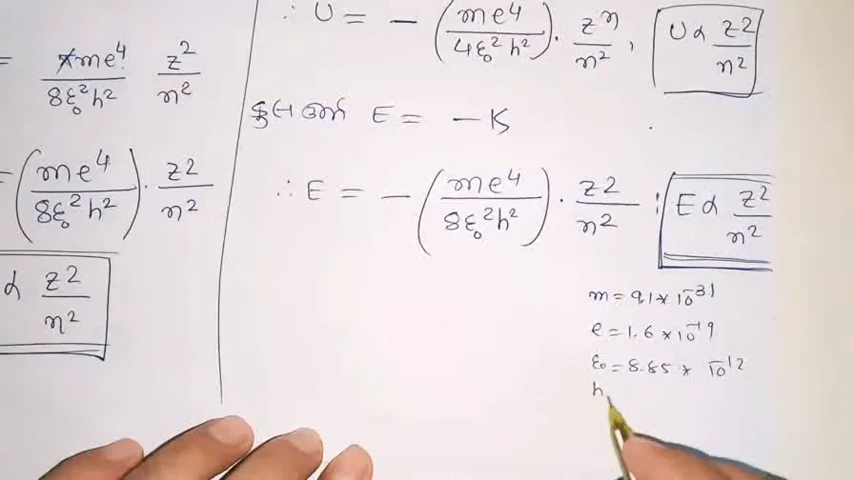 = ⁻me⁴/8ε₀²h² z²/n²
= (me⁴/8ε₀²h²) · z²/n²
α z²/n²
∴ U = - (me⁴/4ε₀²h²) · zⁿ/n² , U α z²/n²
E = - K
∴ E = - (me⁴/8ε₀²h²) · z²/n² : E α z²/n²
m = 9.1 * 10⁻³¹
e = 1.6 * 10⁻¹⁹
ε₀ = 8.85 * 10⁻¹²
h